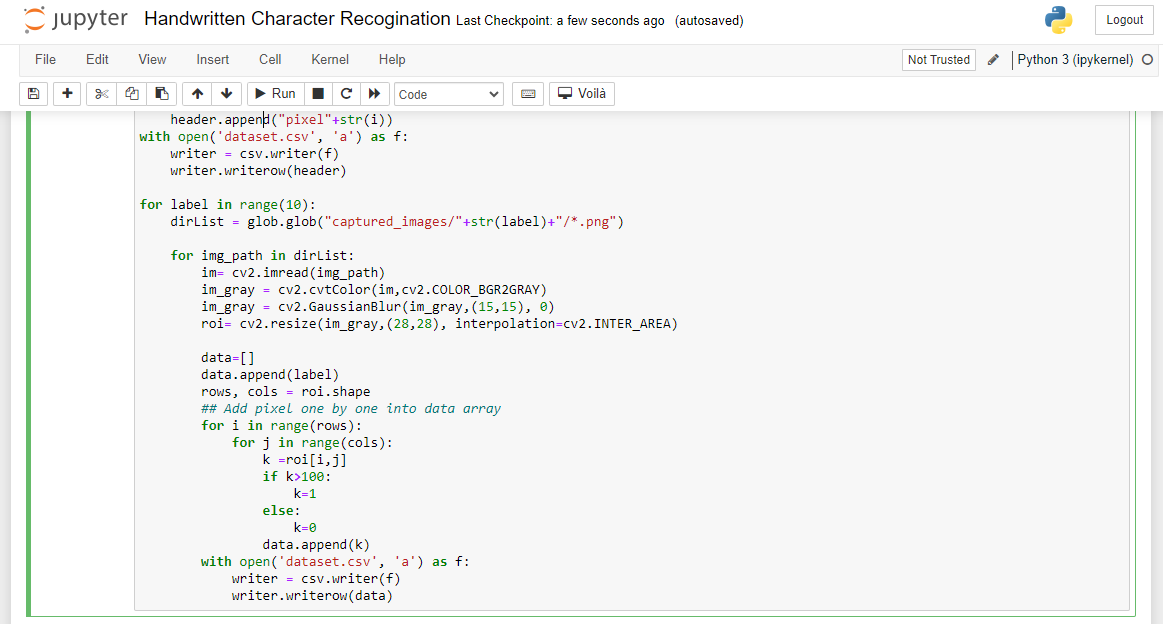 jupyter Handwritten Character Recogination Last Checkpoint: a few seconds ago (autosaved) Logout
File Edit View Insert Cell Kernel Help Not Trusted Python 3 (ipykernel)
Run Code Voilà
header.append("pixel"+str(i))
with open('dataset.csv', 'a') as f:
    writer = csv.writer(f)
    writer.writerow(header)
for label in range(10):
    dirList = glob.glob("captured_images/"+str(label)+"/*.png")
    for img_path in dirList:
        im= cv2.imread(img_path)
        im_gray = cv2.cvtColor(im,cv2.COLOR_BGR2GRAY)
        im_gray = cv2.GaussianBlur(im_gray,(15,15), 0)
        roi= cv2.resize(im_gray,(28,28), interpolation=cv2.INTER_AREA)
        data=[]
        data.append(label)
        rows, cols = roi.shape
        ## Add pixel one by one into data array
        for i in range(rows):
            for j in range(cols):
                k =roi[i,j]
                if k>100:
                    k=1
                else:
                    k=0
                data.append(k)
        with open('dataset.csv', 'a') as f:
            writer = csv.writer(f)
            writer.writerow(data)